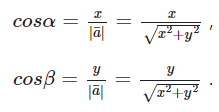 cosα = x/|ā| = x/√(x²+y²) ,
cosβ = y/|ā| = y/√(x²+y²) .